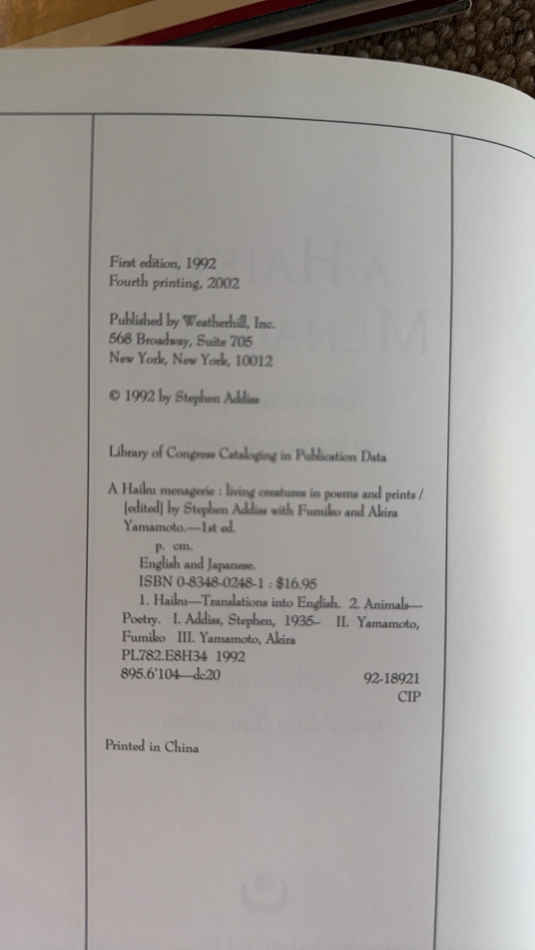 First edition, 1992
Fourth printing, 2002
Published by Weatherhill, Inc.
568 Broadway, Suite 705
New York, New York, 10012
© 1992 by Stephen Addiss
Library of Congress Cataloging in Publication Data
A Haiku menagerie : living creatures in poems and prints /
[edited] by Stephen Addiss with Fumiko and Akira
Yamamoto.—1st ed.
p. cm.
English and Japanese.
ISBN 0-8348-0248-1 : $16.95
1. Haiku—Translations into English. 2. Animals—
Poetry. I. Addiss, Stephen, 1935– II. Yamamoto,
Fumiko III. Yamamoto, Akira
PL782.E8H34 1992
895.6'104—dc20 92-18921
CIP
Printed in China